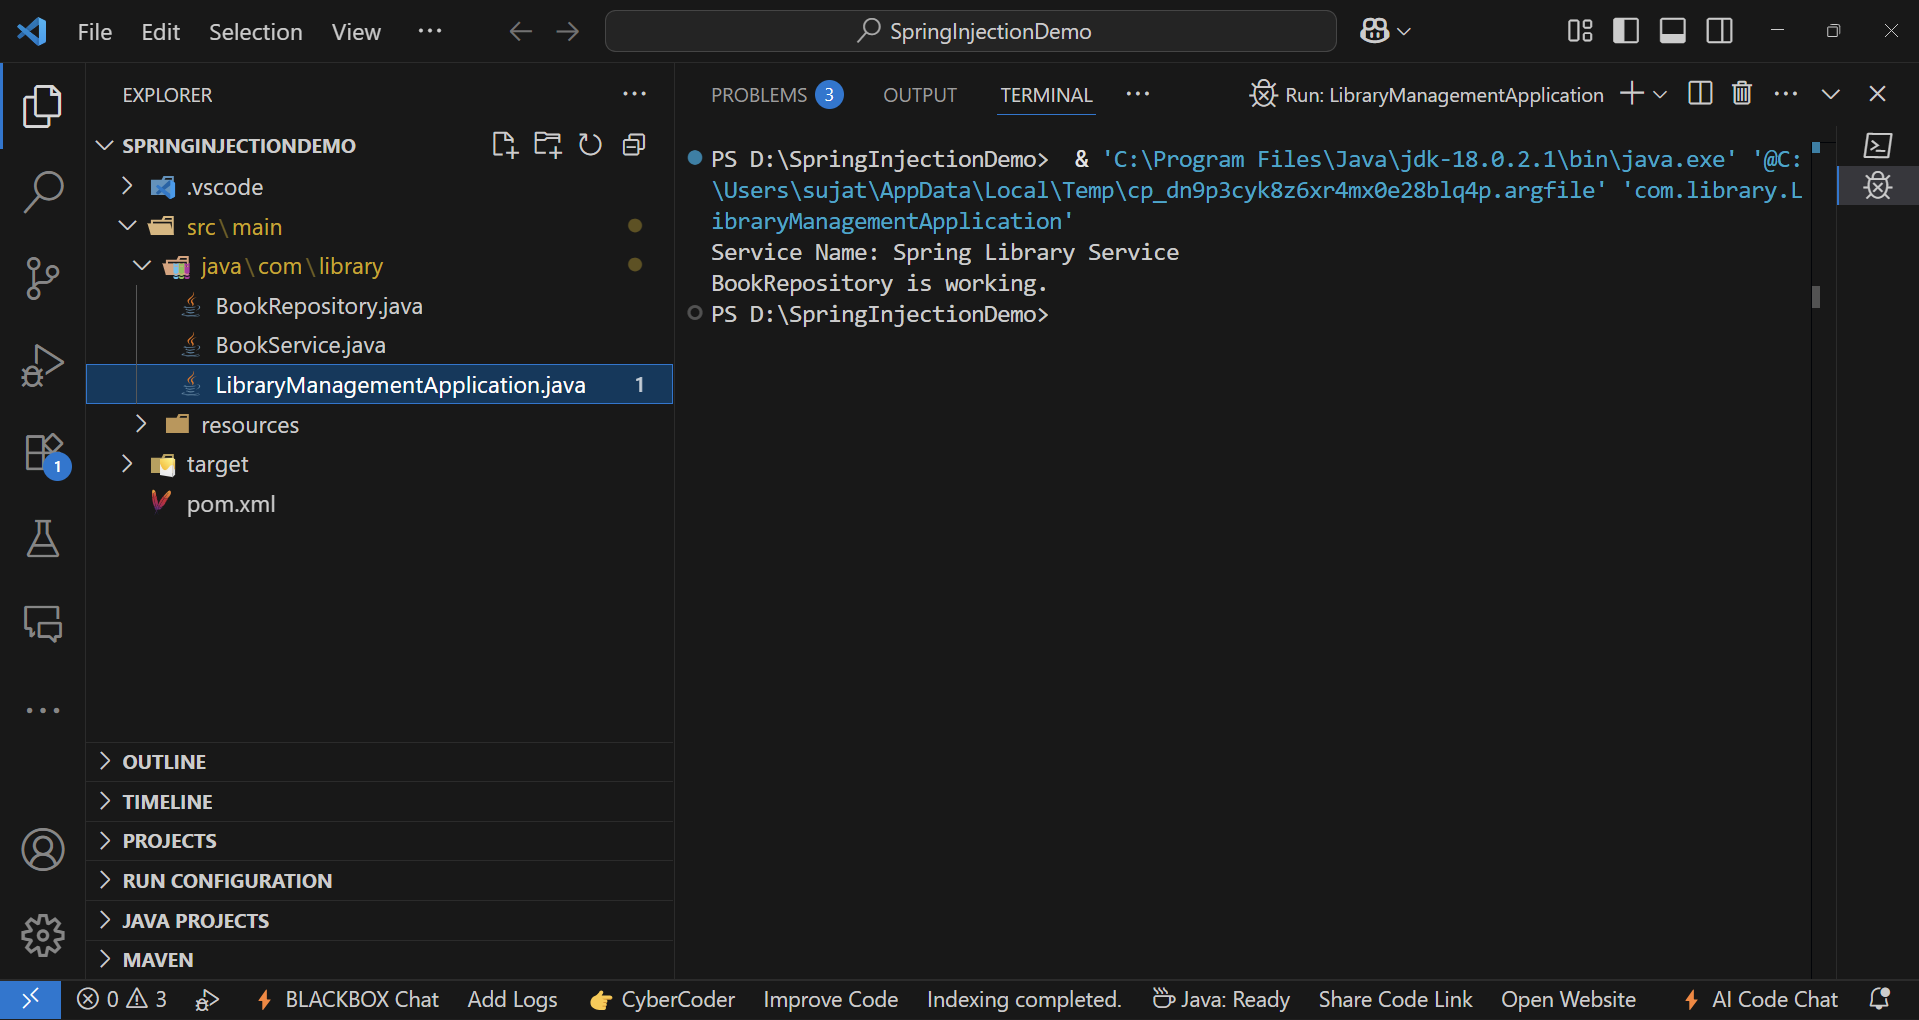 File Edit Selection View ...
SpringInjectionDemo
EXPLORER
SPRINGINJECTIONDEMO
.vscode
src\main
java\com\library
BookRepository.java
BookService.java
LibraryManagementApplication.java 1
resources
target
pom.xml
OUTLINE
TIMELINE
PROJECTS
RUN CONFIGURATION
JAVA PROJECTS
MAVEN
PROBLEMS 3 OUTPUT TERMINAL ... Run: LibraryManagementApplication
PS D:\SpringInjectionDemo> & 'C:\Program Files\Java\jdk-18.0.2.1\bin\java.exe' '@C:
\Users\sujat\AppData\Local\Temp\cp_dn9p3cyk8z6xr4mx0e28blq4p.argfile' 'com.library.L
ibraryManagementApplication'
Service Name: Spring Library Service
BookRepository is working.
PS D:\SpringInjectionDemo>
1
0 3 BLACKBOX Chat Add Logs CyberCoder Improve Code Indexing completed. Java: Ready Share Code Link Open Website AI Code Chat